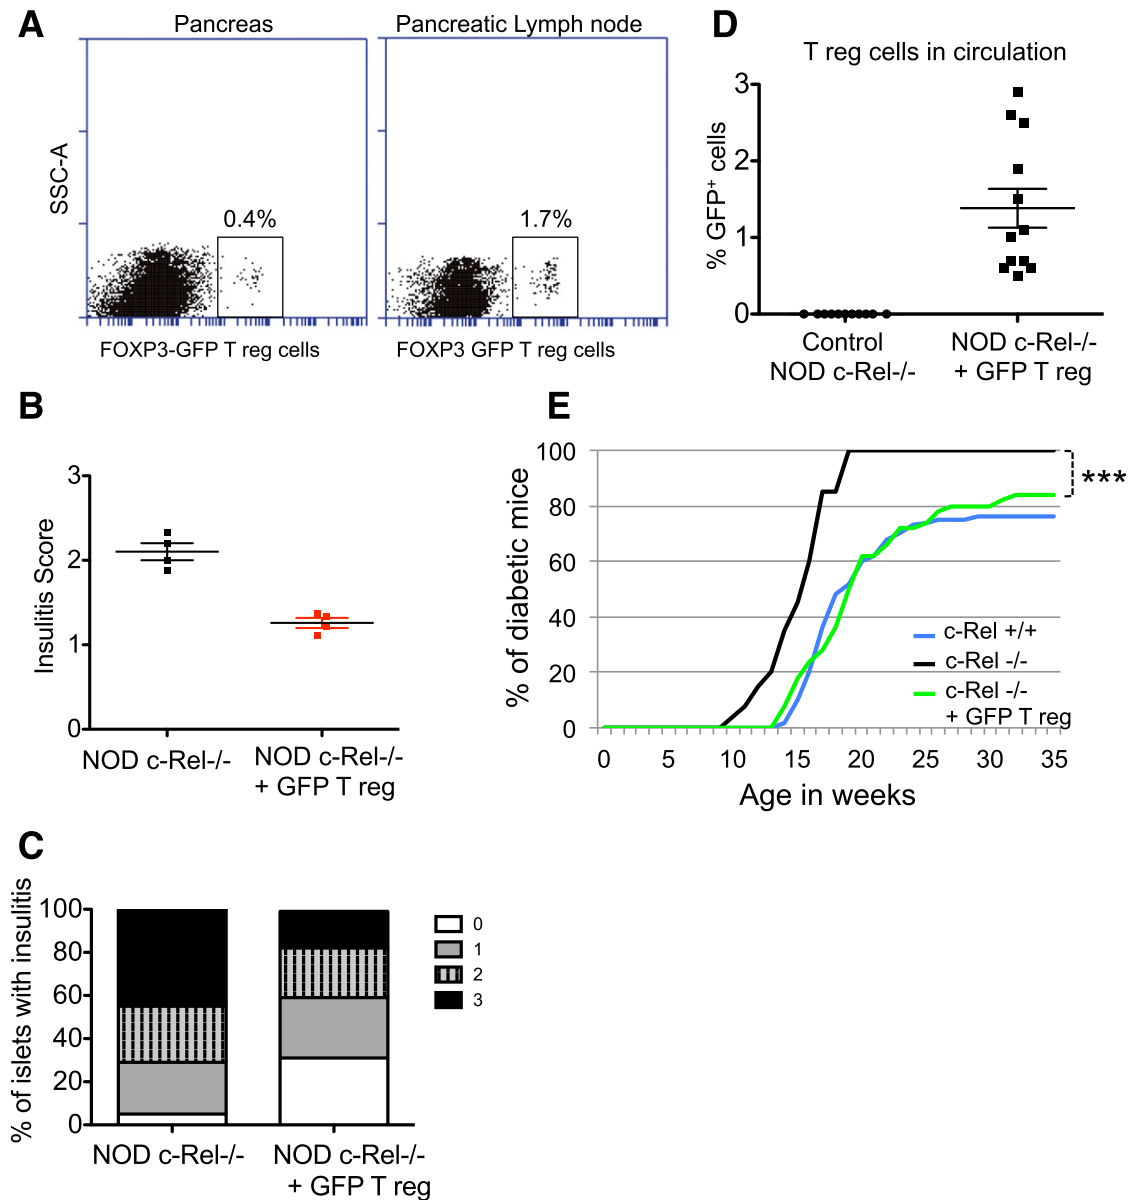 A
Pancreas
Pancreatic Lymph node
SSC-A
0.4%
1.7%
FOXP3-GFP T reg cells
FOXP3 GFP T reg cells
D
T reg cells in circulation
% GFP+ cells
3
2
1
0
Control
NOD c-Rel-/-
NOD c-Rel-/-
+ GFP T reg
B
Insulitis Score
3
2
1
0
NOD c-Rel-/-
NOD c-Rel-/-
+ GFP T reg
E
% of diabetic mice
100
80
60
40
20
0
0 5 10 15 20 25 30 35
Age in weeks
***
c-Rel +/+
c-Rel -/-
c-Rel -/-
+ GFP T reg
C
% of islets with insulitis
100
80
60
40
20
0
NOD c-Rel-/-
NOD c-Rel-/-
+ GFP T reg
0
1
2
3